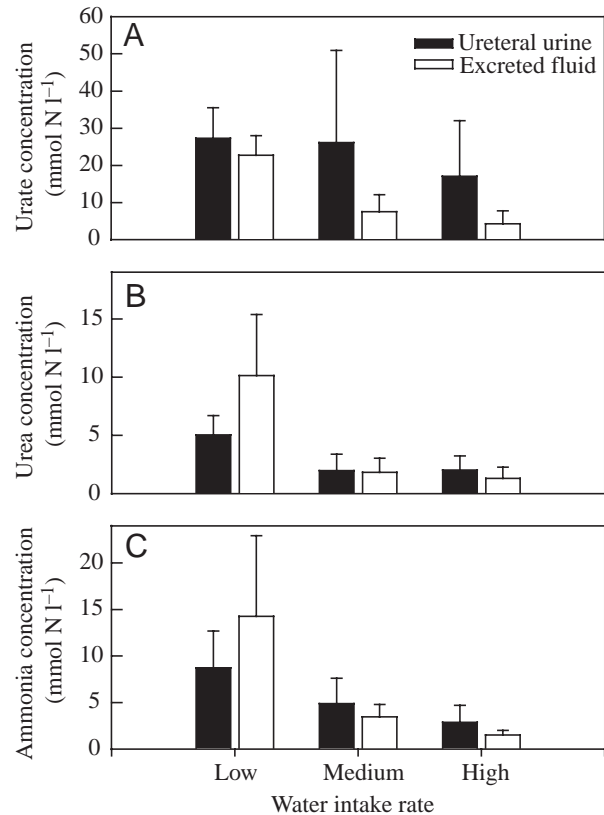 A
Ureteral urine
Excreted fluid
Urate concentration
(mmol N l⁻¹)
60
50
40
30
20
10
0
B
Urea concentration
(mmol N l⁻¹)
15
10
5
0
C
Ammonia concentration
(mmol N l⁻¹)
20
15
10
5
0
Low Medium High
Water intake rate